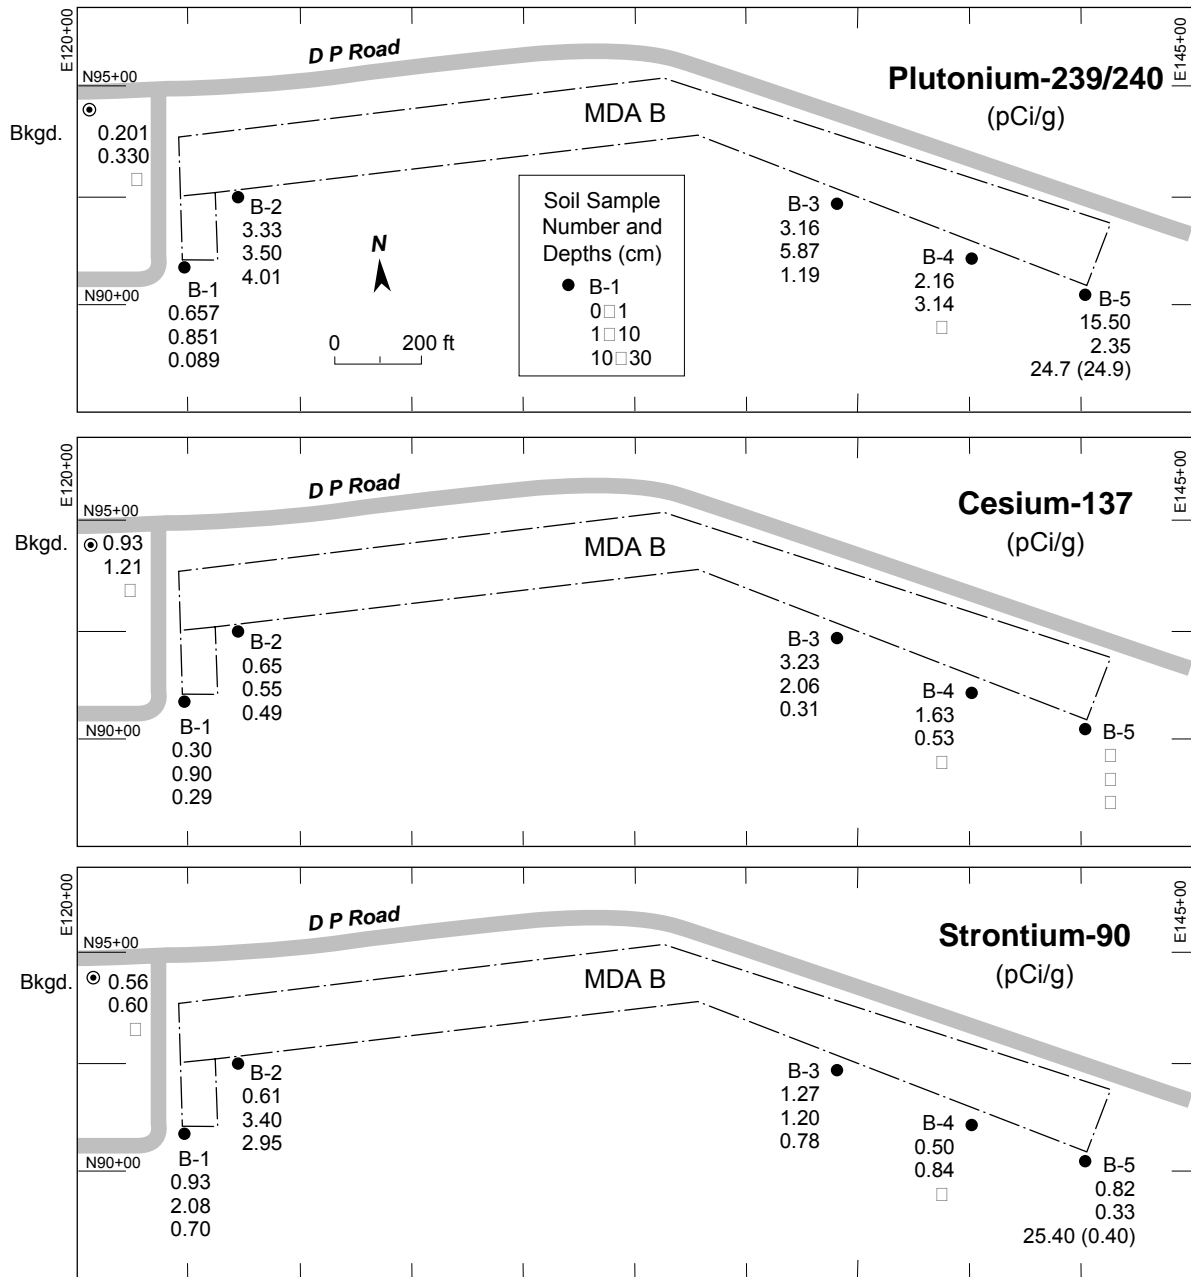 E120+00
E145+00
N95+00
D P Road
Plutonium-239/240
(pCi/g)
MDA B
Bkgd.
0.201
0.330
□
B-2
3.33
3.50
4.01
N
B-1
0.657
0.851
0.089
N90+00
0 200 ft
Soil Sample
Number and
Depths (cm)
B-1
0□1
1□10
10□30
B-3
3.16
5.87
1.19
B-4
2.16
3.14
□
B-5
15.50
2.35
24.7 (24.9)
E120+00
E145+00
N95+00
D P Road
Cesium-137
(pCi/g)
MDA B
Bkgd.
0.93
1.21
□
B-2
0.65
0.55
0.49
B-1
0.30
0.90
0.29
N90+00
B-3
3.23
2.06
0.31
B-4
1.63
0.53
□
B-5
□
□
□
E120+00
E145+00
N95+00
D P Road
Strontium-90
(pCi/g)
MDA B
Bkgd.
0.56
0.60
□
B-2
0.61
3.40
2.95
B-1
0.93
2.08
0.70
N90+00
B-3
1.27
1.20
0.78
B-4
0.50
0.84
□
B-5
0.82
0.33
25.40 (0.40)